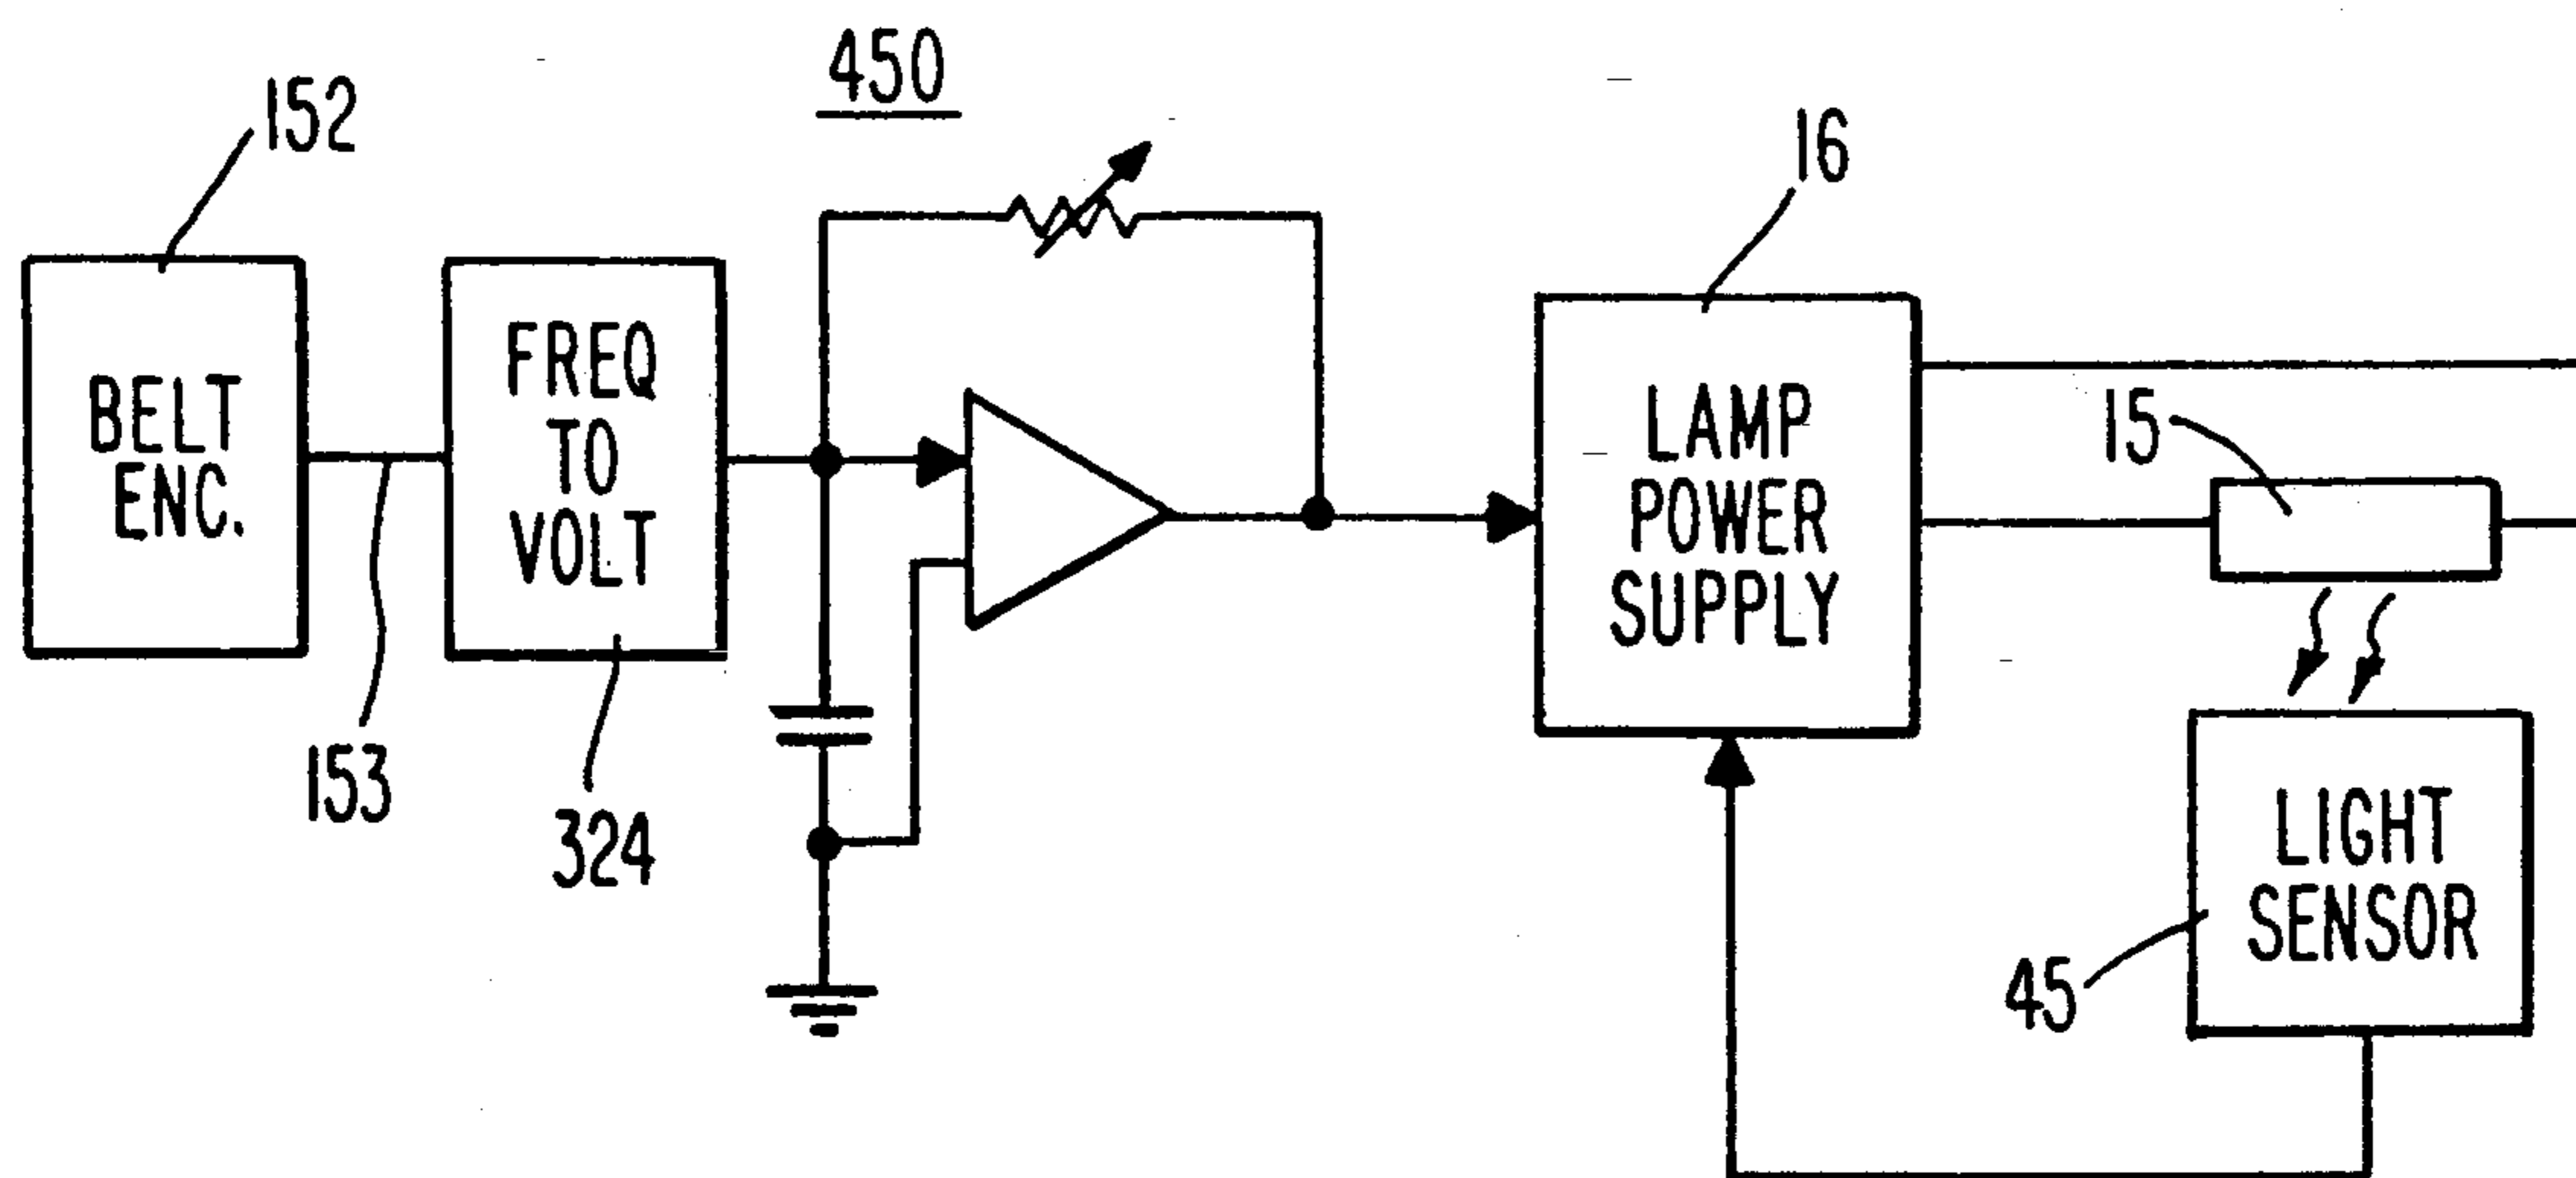 450
152
16
BELT
ENC.
FREQ
TO
VOLT
LAMP
POWER
SUPPLY
15
153
324
LIGHT
SENSOR
45